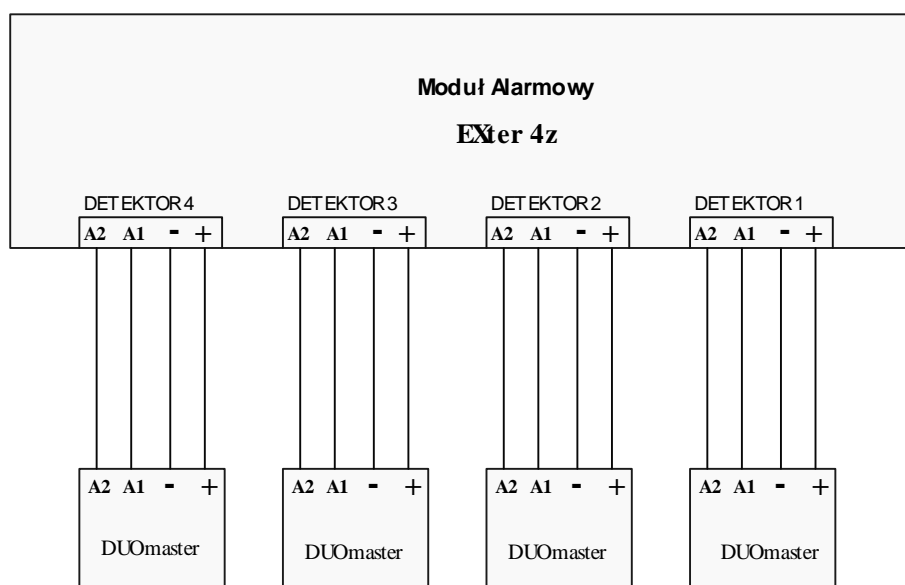 Moduł Alarmowy
EXter 4z
DETEKTOR 4 DETEKTOR 3 DETEKTOR 2 DETEKTOR 1
A2 A1 - + A2 A1 - + A2 A1 - + A2 A1 - +
A2 A1 - + A2 A1 - + A2 A1 - + A2 A1 - +
DUOmaster DUOmaster DUOmaster DUOmaster